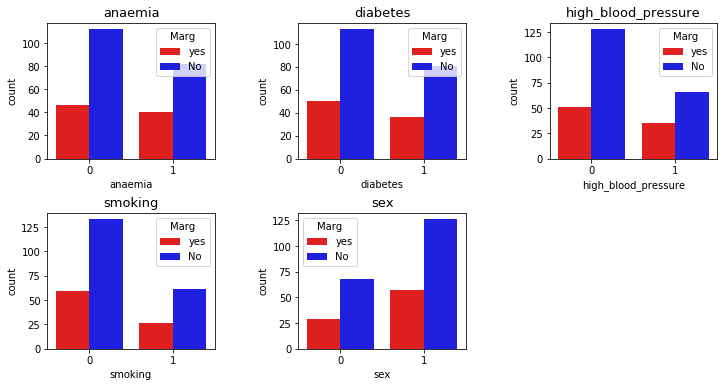 anaemia
count
100
80
60
40
20
0
0 1
anaemia
Marg
yes
No
diabetes
count
100
80
60
40
20
0
0 1
diabetes
Marg
yes
No
high_blood_pressure
count
125
100
75
50
25
0
0 1
high_blood_pressure
Marg
yes
No
smoking
count
125
100
75
50
25
0
0 1
smoking
Marg
yes
No
sex
count
125
100
75
50
25
0
0 1
sex
Marg
yes
No